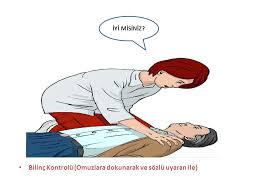 İYİ MİSİNİZ?
• Bilinç Kontrolü (Omuzlara dokunarak ve sözlü uyaran ile)